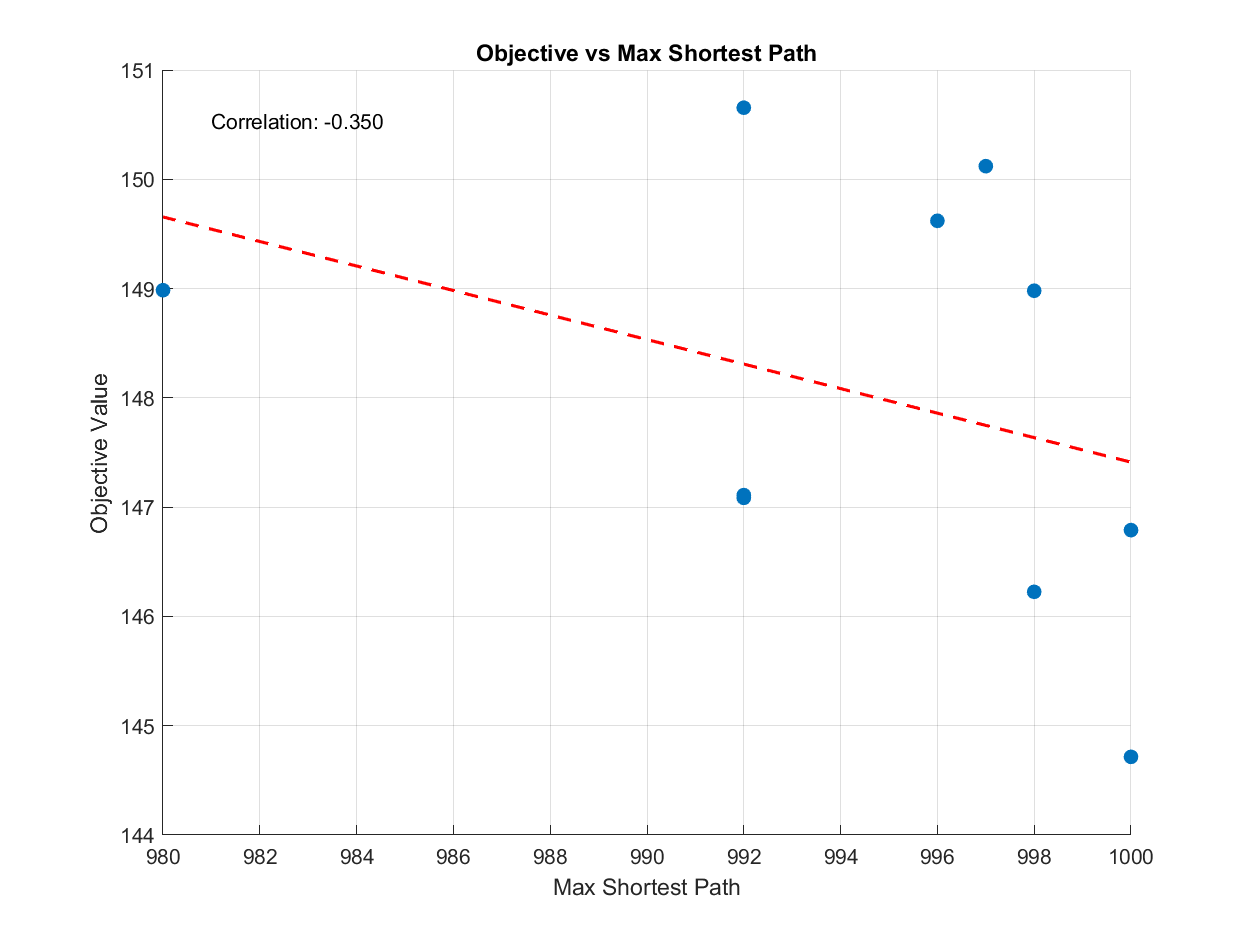 Objective vs Max Shortest Path
Correlation: -0.350
151
150
149
148
147
146
145
144
Objective Value
980 982 984 986 988 990 992 994 996 998 1000
Max Shortest Path